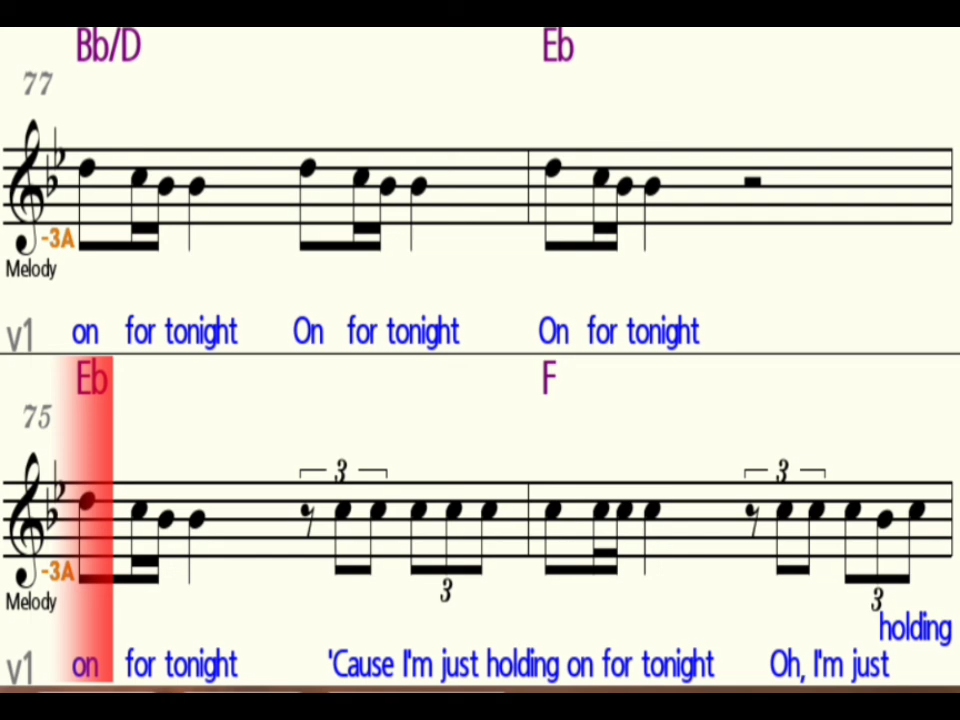 Bb/D Eb
77
-3A
Melody
v1 on for tonight On for tonight On for tonight
Eb F
75
3 3
-3A
Melody
3 3
holding
v1 on for tonight 'Cause I'm just holding on for tonight Oh, I'm just